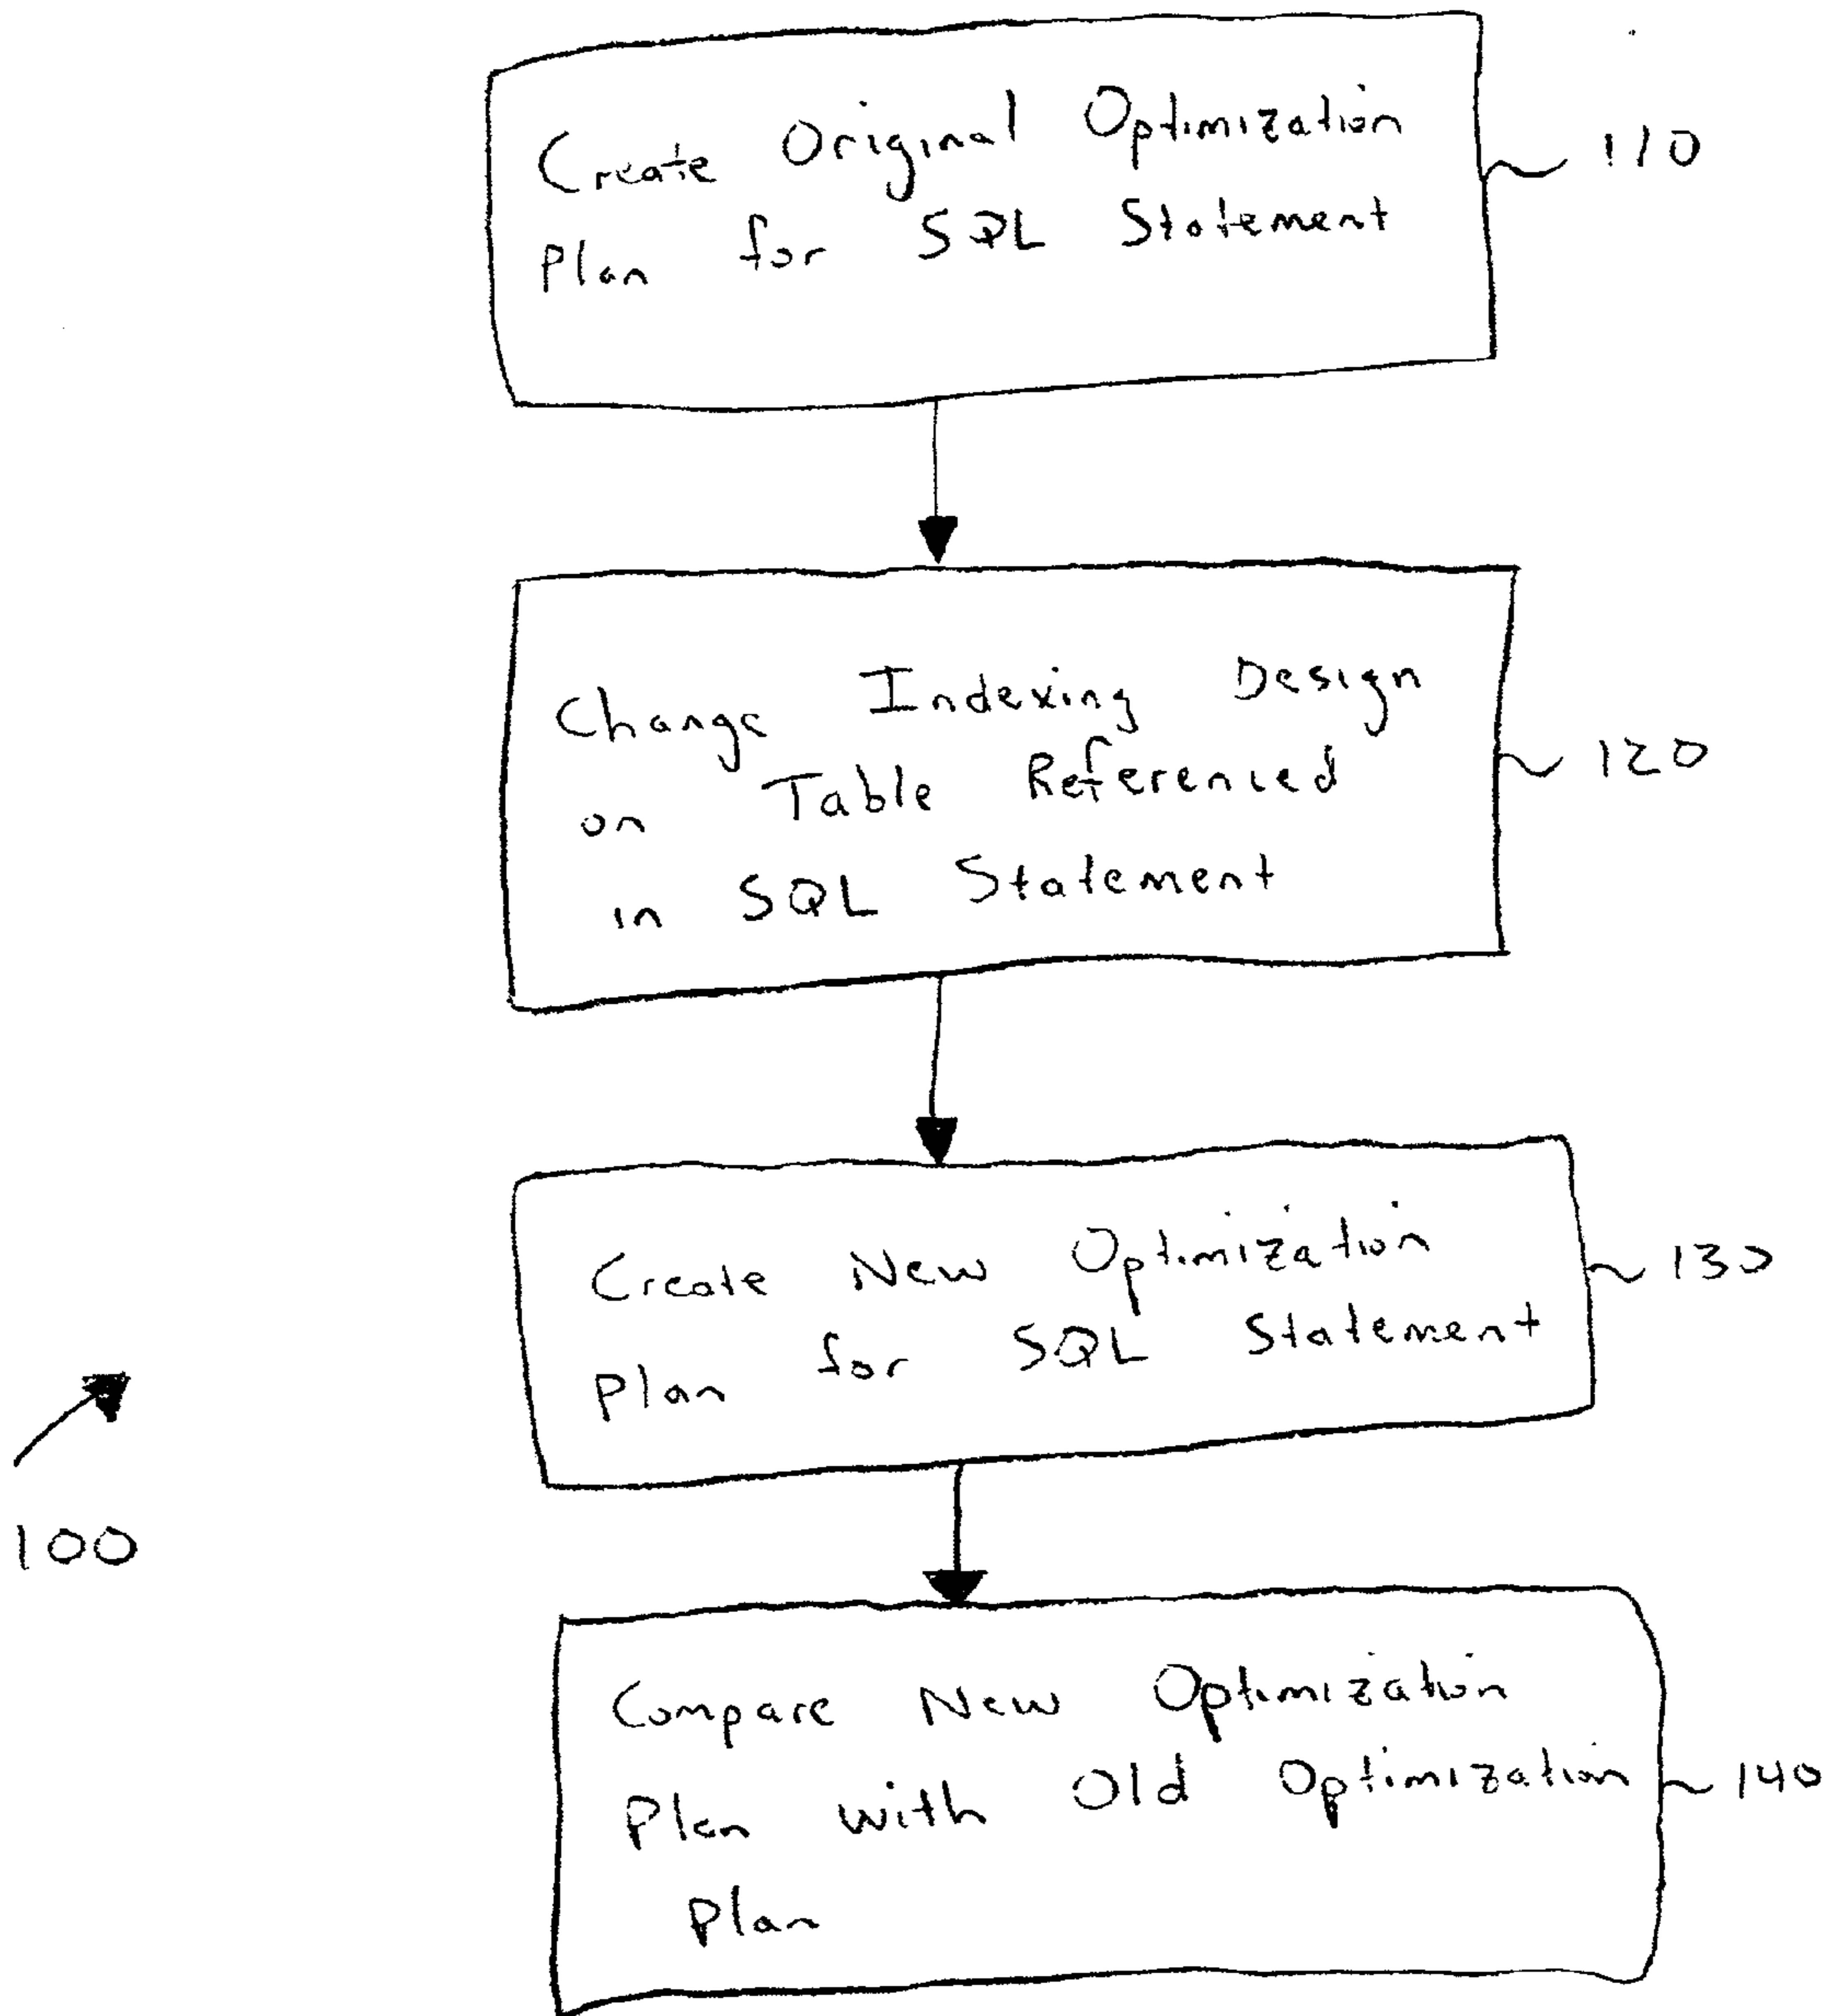 Create Original Optimization
Plan for SQL Statement
110
Change Indexing Design
on Table Referenced
in SQL Statement
120
Create New Optimization
Plan for SQL Statement
130
100
Compare New Optimization
Plan with Old Optimization
Plan
140